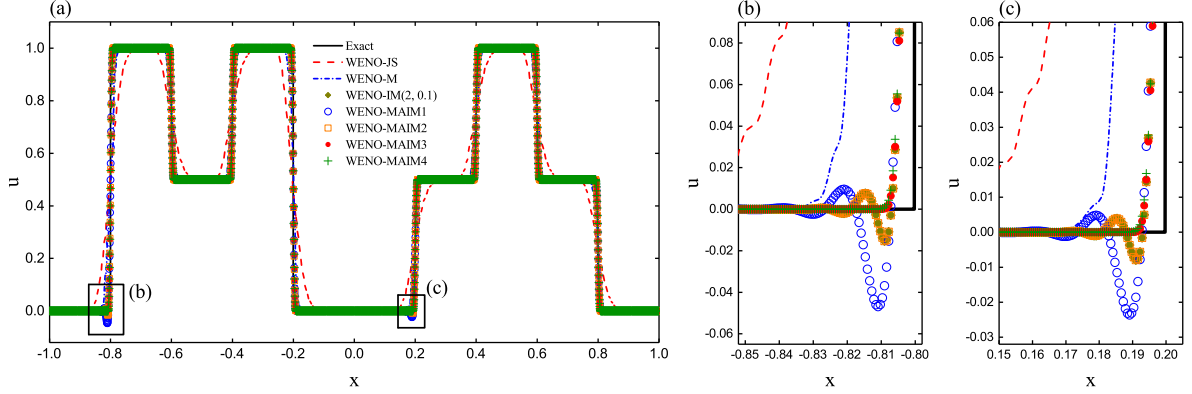 (a)
u
1.0
0.8
0.6
0.4
0.2
0.0
-1.0 -0.8 -0.6 -0.4 -0.2 0.0 0.2 0.4 0.6 0.8 1.0
x
Exact
WENO-JS
WENO-M
WENO-IM(2, 0.1)
WENO-MAIM1
WENO-MAIM2
WENO-MAIM3
WENO-MAIM4
(b)
(c)
(b)
u
0.08
0.06
0.04
0.02
0.00
-0.02
-0.04
-0.06
-0.85 -0.84 -0.83 -0.82 -0.81 -0.80
x
(c)
u
0.06
0.05
0.04
0.03
0.02
0.01
0.00
-0.01
-0.02
-0.03
0.15 0.16 0.17 0.18 0.19 0.20
x